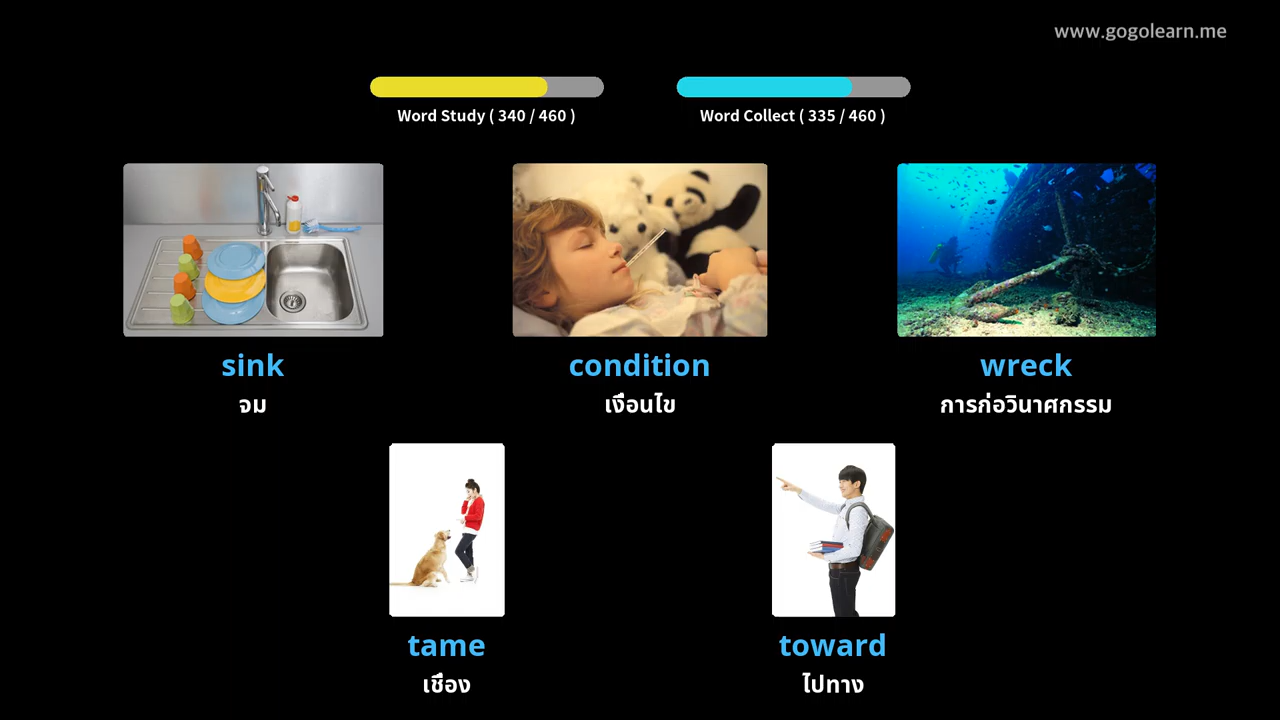 www.gogolearn.me
Word Study ( 340 / 460 )
Word Collect ( 335 / 460 )
sink
จม
condition
เงื่อนไข
wreck
การก่อวินาศกรรม
tame
เชื่อง
toward
ไปทาง